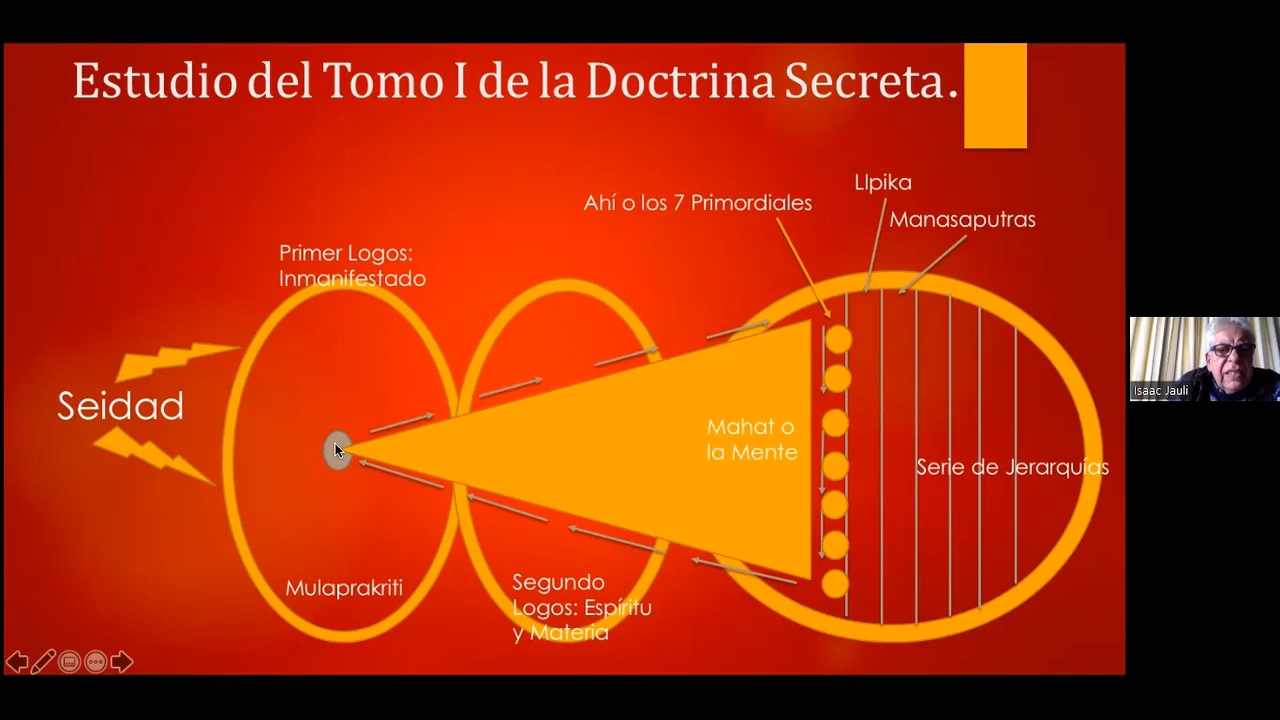 Estudio del Tomo I de la Doctrina Secreta.
Llpika
Ahí o los 7 Primordiales
Manasaputras
Primer Logos:
Inmanifestado
Seidad
Mahat o
la Mente
Serie de Jerarquías
Mulaprakriti
Segundo
Logos: Espíritu
y Materia
Isaac Jauli